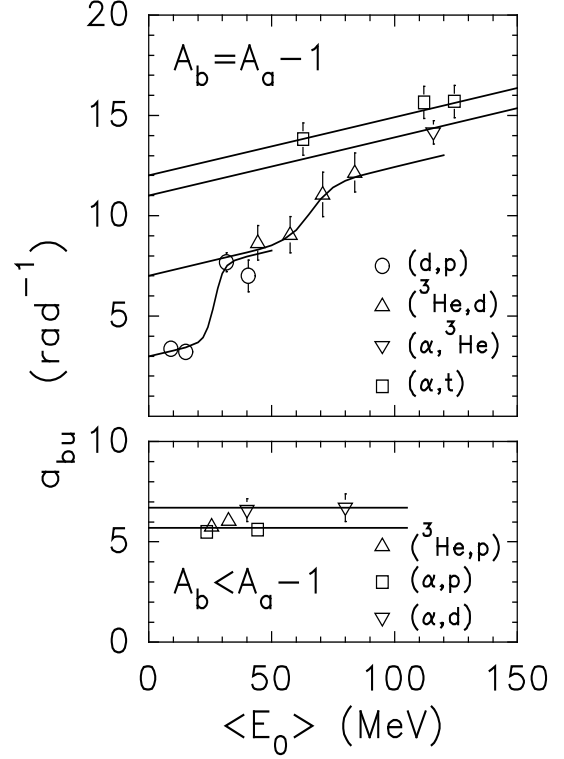 20
A_b=A_a−1
15
10
(d,p)
(³He,d)
5
(α,³He)
(α,t)
a_bu (rad⁻¹)
10
5
(³He,p)
A_b<A_a−1
(α,p)
(α,d)
0
0 50 100 150
<E_0> (MeV)